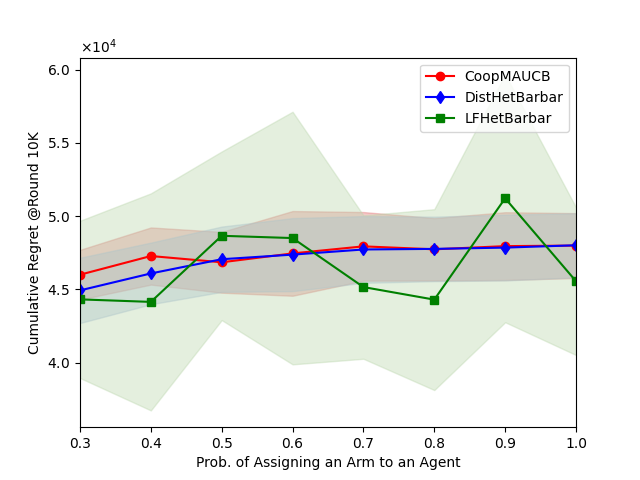 ×10⁴
6.0
5.5
5.0
4.5
4.0
Cumulative Regret @Round 10K
CoopMAUCB
DistHetBarbar
LFHetBarbar
0.3 0.4 0.5 0.6 0.7 0.8 0.9 1.0
Prob. of Assigning an Arm to an Agent